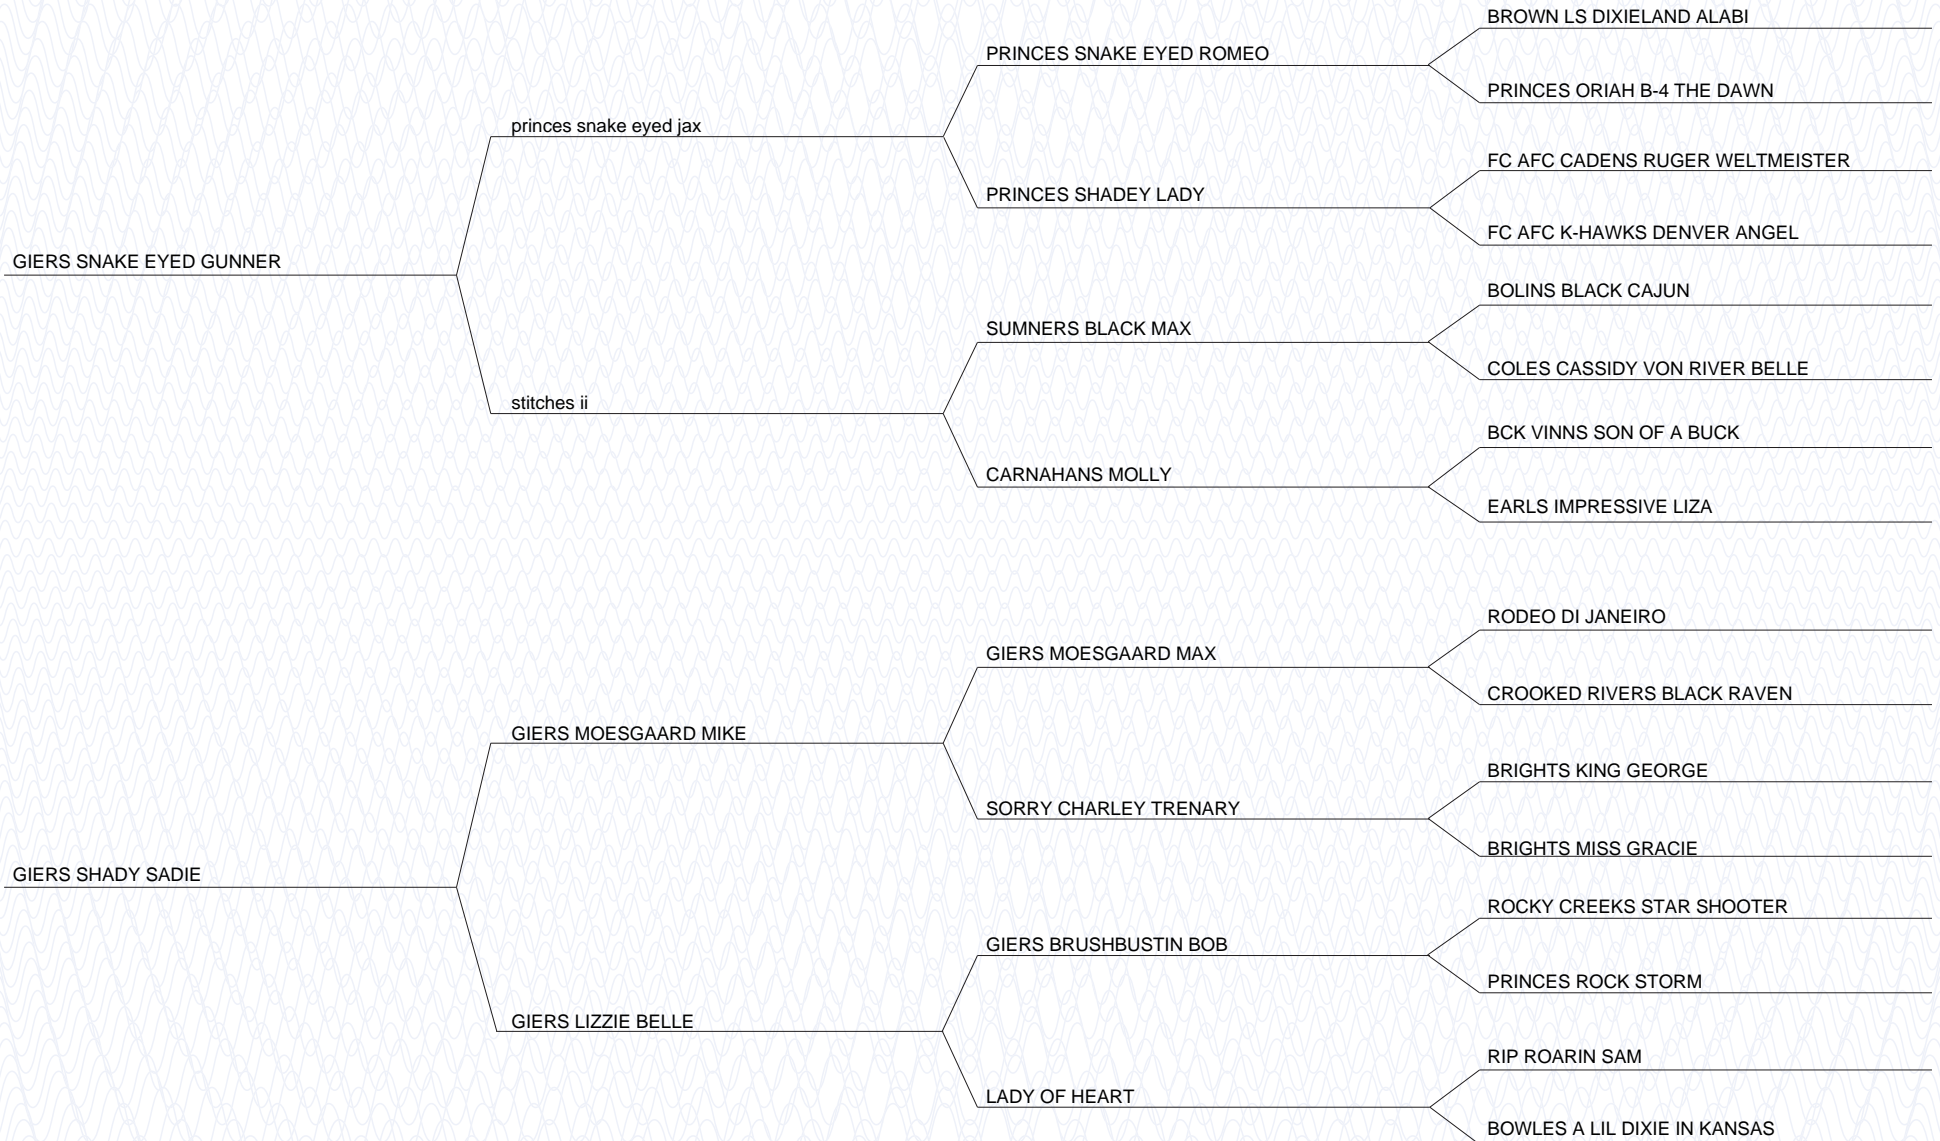 BROWN LS DIXIELAND ALABI
PRINCES SNAKE EYED ROMEO
PRINCES ORIAH B-4 THE DAWN
princes snake eyed jax
FC AFC CADENS RUGER WELTMEISTER
PRINCES SHADEY LADY
FC AFC K-HAWKS DENVER ANGEL
GIERS SNAKE EYED GUNNER
BOLINS BLACK CAJUN
SUMNERS BLACK MAX
COLES CASSIDY VON RIVER BELLE
stitches ii
BCK VINNS SON OF A BUCK
CARNAHANS MOLLY
EARLS IMPRESSIVE LIZA
RODEO DI JANEIRO
GIERS MOESGAARD MAX
CROOKED RIVERS BLACK RAVEN
GIERS MOESGAARD MIKE
BRIGHTS KING GEORGE
SORRY CHARLEY TRENARY
BRIGHTS MISS GRACIE
GIERS SHADY SADIE
ROCKY CREEKS STAR SHOOTER
GIERS BRUSHBUSTIN BOB
PRINCES ROCK STORM
GIERS LIZZIE BELLE
RIP ROARIN SAM
LADY OF HEART
BOWLES A LIL DIXIE IN KANSAS